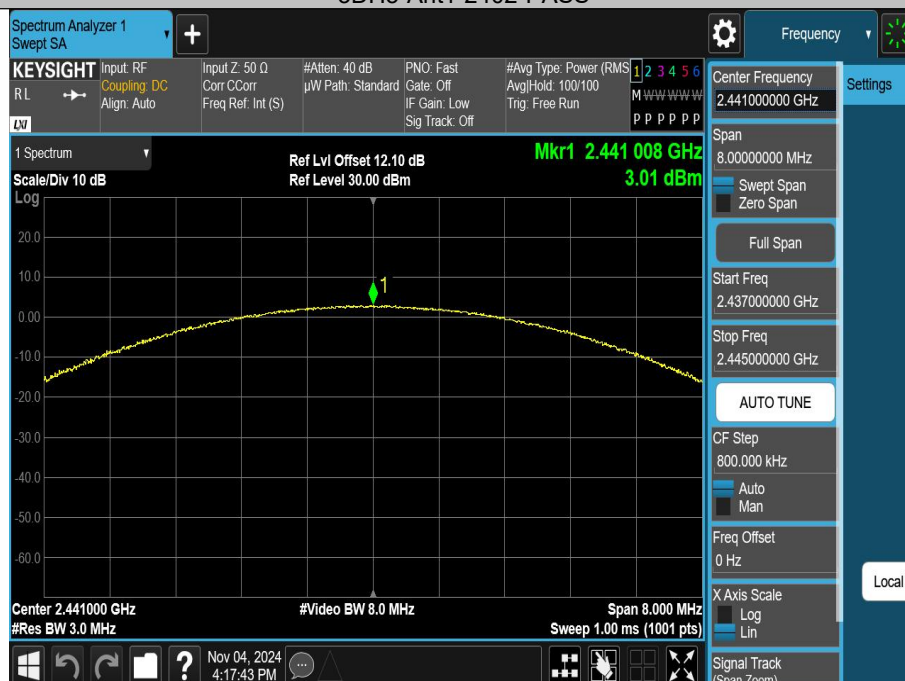 Spectrum Analyzer 1
Swept SA
Frequency
KEYSIGHT
RL
LXI
Input: RF
Coupling: DC
Align: Auto
Input Z: 50 Ω
Corr CCorr
Freq Ref: Int (S)
#Atten: 40 dB
µW Path: Standard
PNO: Fast
Gate: Off
IF Gain: Low
Sig Track: Off
#Avg Type: Power (RMS
Avg|Hold: 100/100
Trig: Free Run
1 2 3 4 5 6
M W W W W W
P P P P P P
1 Spectrum
Scale/Div 10 dB
Log
Ref Lvl Offset 12.10 dB
Ref Level 30.00 dBm
Mkr1 2.441 008 GHz
3.01 dBm
20.0
10.0
0.00
-10.0
-20.0
-30.0
-40.0
-50.0
-60.0
1
Center 2.441000 GHz
#Res BW 3.0 MHz
#Video BW 8.0 MHz
Span 8.000 MHz
Sweep 1.00 ms (1001 pts)
Nov 04, 2024
4:17:43 PM
Center Frequency
2.441000000 GHz
Settings
Span
8.00000000 MHz
Swept Span
Zero Span
Full Span
Start Freq
2.437000000 GHz
Stop Freq
2.445000000 GHz
AUTO TUNE
CF Step
800.000 kHz
Auto
Man
Freq Offset
0 Hz
Local
X Axis Scale
Log
Lin
Signal Track
(Span Zoom)